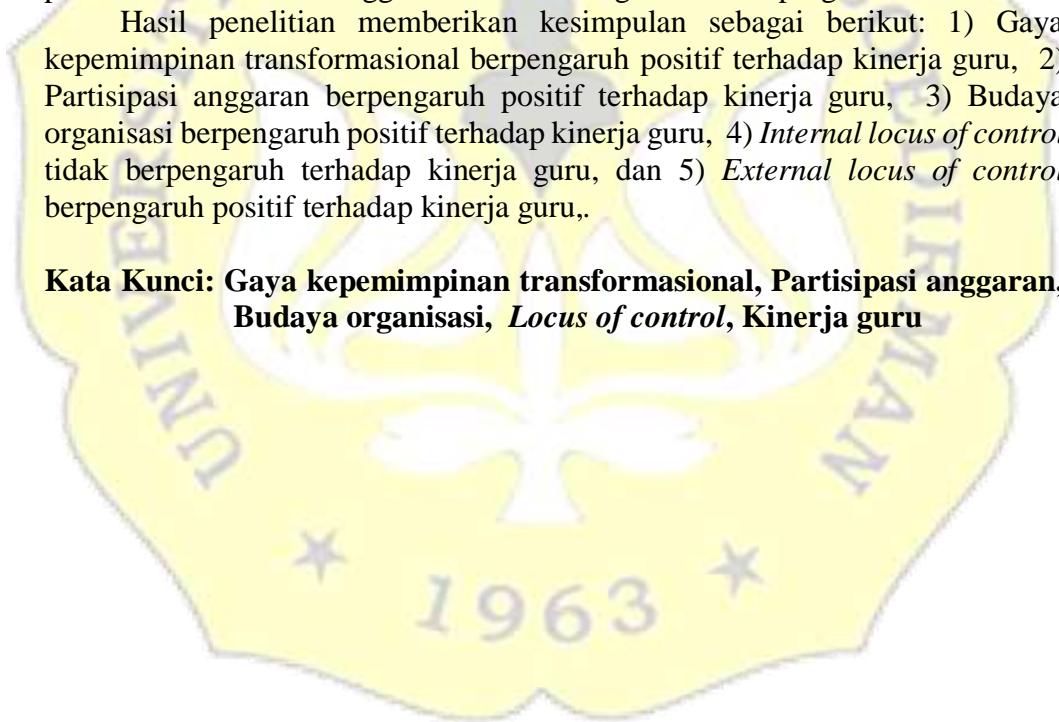 Hasil penelitian memberikan kesimpulan sebagai berikut: 1) Gaya
kepemimpinan transformasional berpengaruh positif terhadap kinerja guru, 2)
Partisipasi anggaran berpengaruh positif terhadap kinerja guru, 3) Budaya
organisasi berpengaruh positif terhadap kinerja guru, 4) Internal locus of control
tidak berpengaruh terhadap kinerja guru, dan 5) External locus of control
berpengaruh positif terhadap kinerja guru,.
Kata Kunci: Gaya kepemimpinan transformasional, Partisipasi anggaran,
Budaya organisasi, Locus of control, Kinerja guru
1963